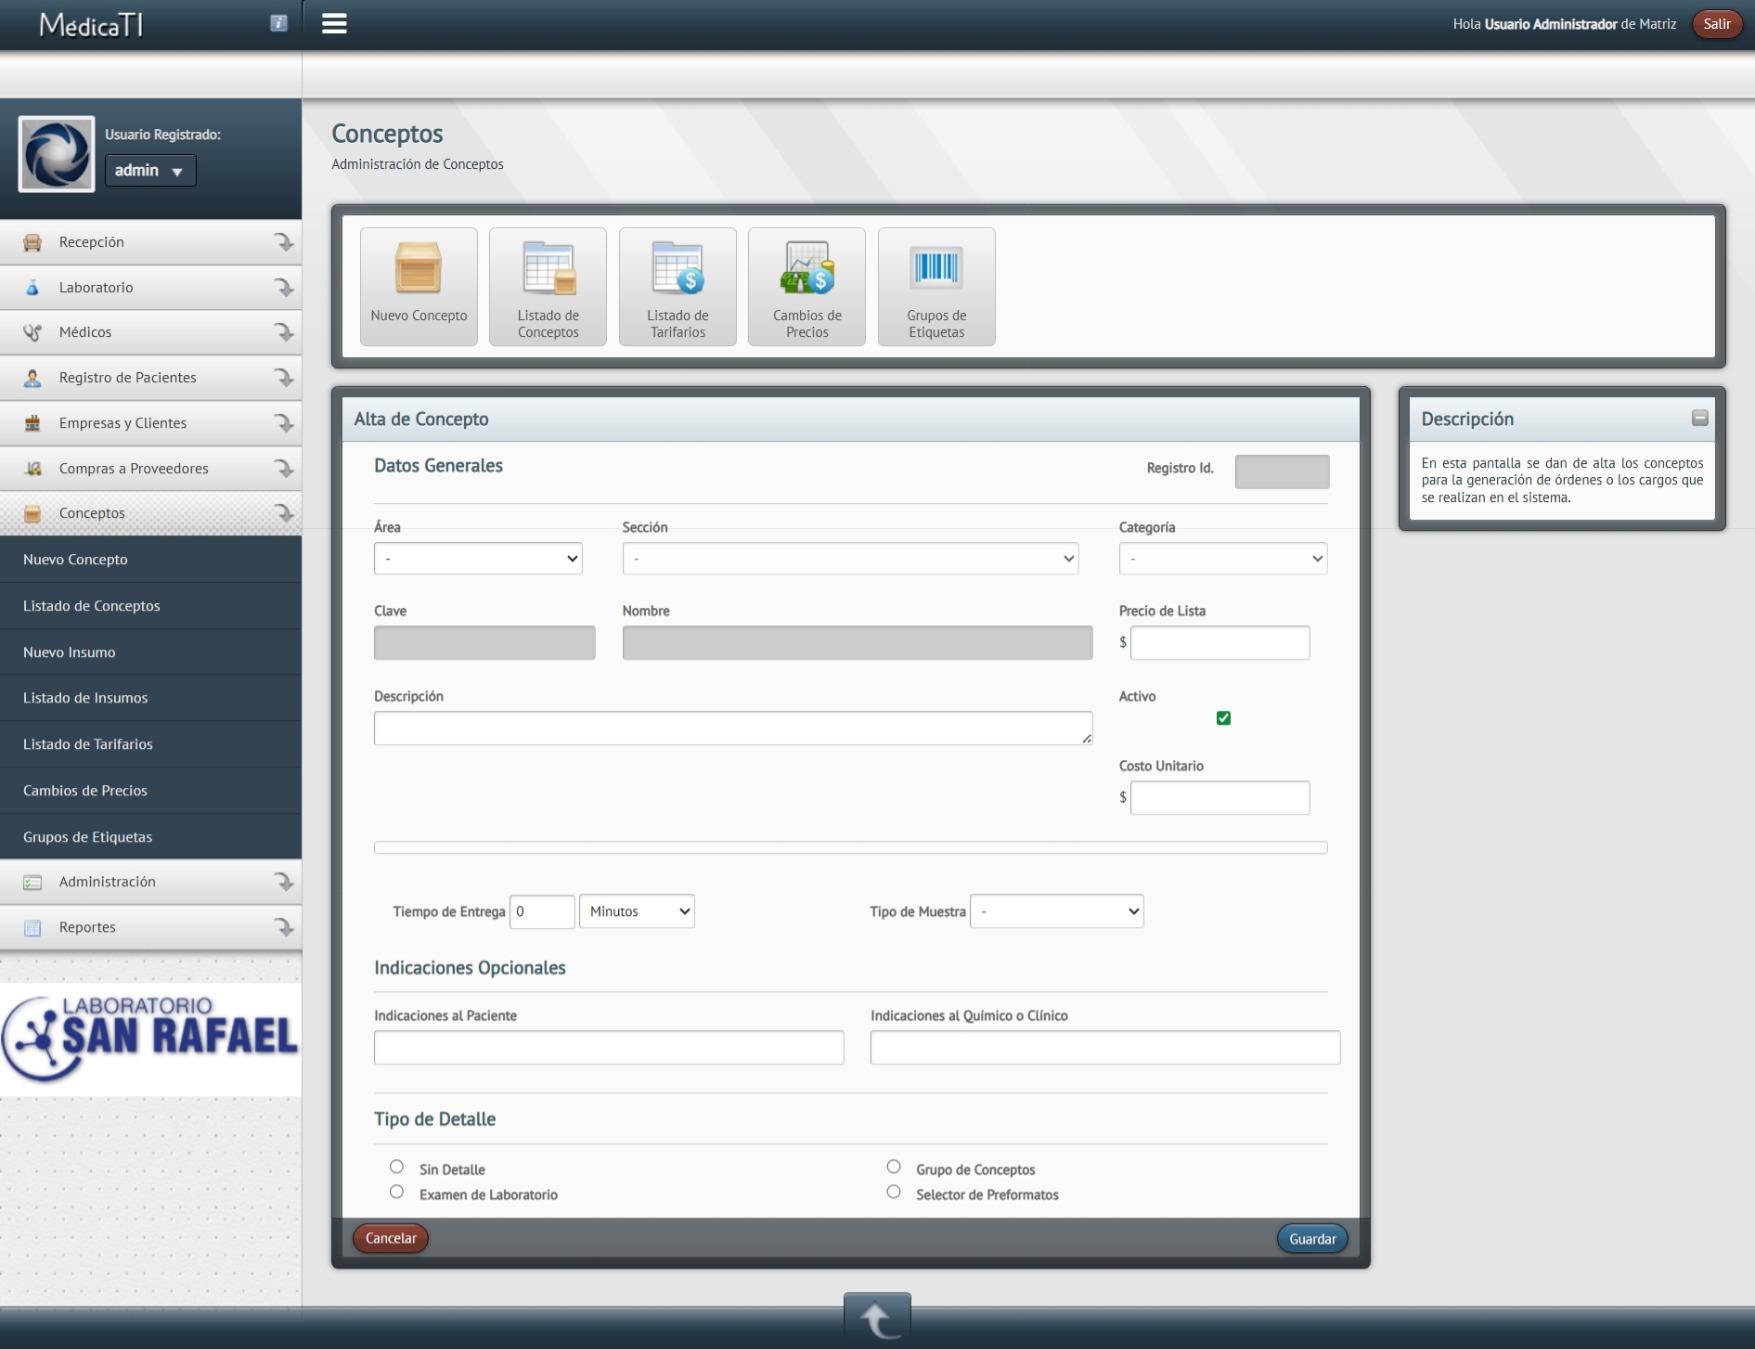 MédicaTI
Hola Usuario Administrador de Matriz
Salir
Usuario Registrado:
admin
Recepción
Laboratorio
Médicos
Registro de Pacientes
Empresas y Clientes
Compras a Proveedores
Conceptos
Nuevo Concepto
Listado de Conceptos
Nuevo Insumo
Listado de Insumos
Listado de Tarifarios
Cambios de Precios
Grupos de Etiquetas
Administración
Reportes
LABORATORIO
SAN RAFAEL
Conceptos
Administración de Conceptos
Nuevo Concepto
Listado de
Conceptos
Listado de
Tarifarios
Cambios de
Precios
Grupos de
Etiquetas
Alta de Concepto
Datos Generales
Registro Id.
Área
Sección
Categoría
-
-
-
Clave
Nombre
Precio de Lista
$
Descripción
Activo
Costo Unitario
$
Tiempo de Entrega 0 Minutos
Tipo de Muestra -
Indicaciones Opcionales
Indicaciones al Paciente
Indicaciones al Químico o Clínico
Tipo de Detalle
Sin Detalle
Grupo de Conceptos
Examen de Laboratorio
Selector de Preformatos
Cancelar
Guardar
Descripción
En esta pantalla se dan de alta los conceptos
para la generación de órdenes o los cargos que
se realizan en el sistema.